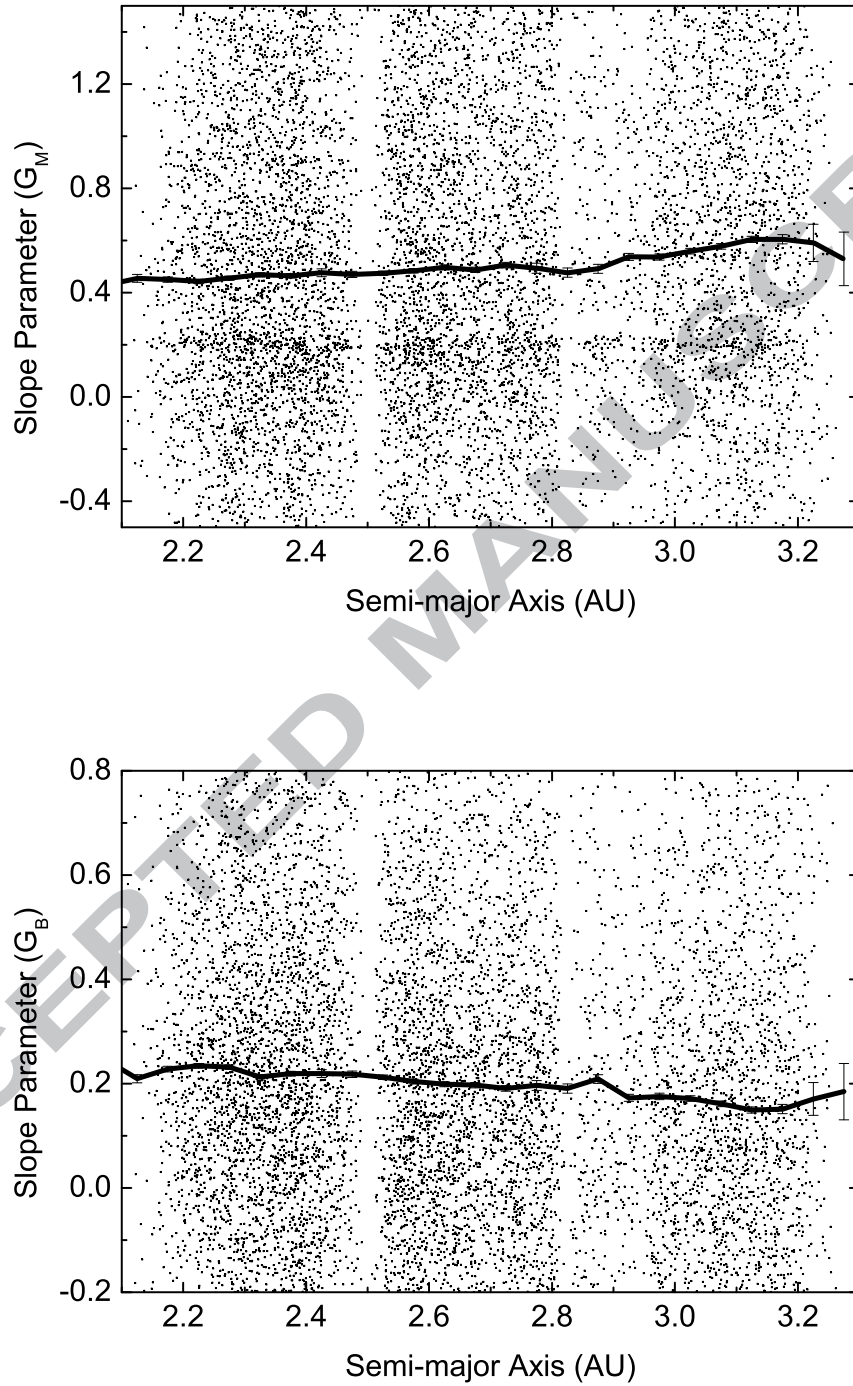 1.2
0.8
0.4
0.0
-0.4
Slope Parameter (G_M)
2.2 2.4 2.6 2.8 3.0 3.2
Semi-major Axis (AU)
0.8
0.6
0.4
0.2
0.0
-0.2
Slope Parameter (G_B)
2.2 2.4 2.6 2.8 3.0 3.2
Semi-major Axis (AU)
CEPTED MANUSCR